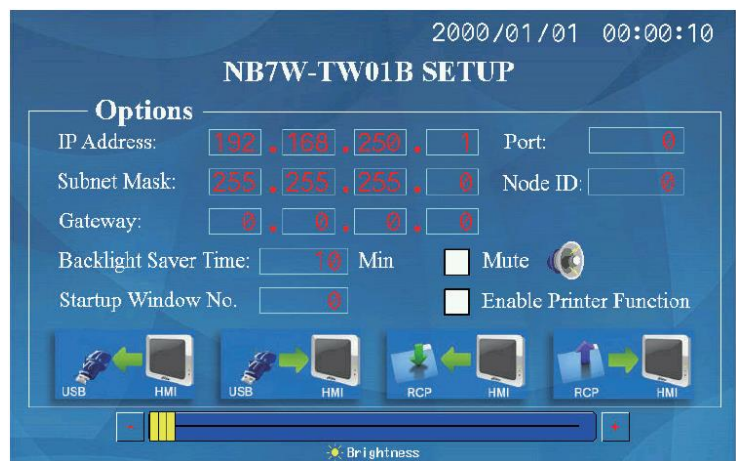 2000/01/01 00:00:10
NB7W-TW01B SETUP
Options
IP Address: 192 . 168 . 250 . 1 Port: 0
Subnet Mask: 255 . 255 . 255 . 0 Node ID: 0
Gateway: 0 . 0 . 0 . 0
Backlight Saver Time: 10 Min Mute
Startup Window No. 0 Enable Printer Function
USB HMI USB HMI RCP HMI RCP HMI
- +
Brightness